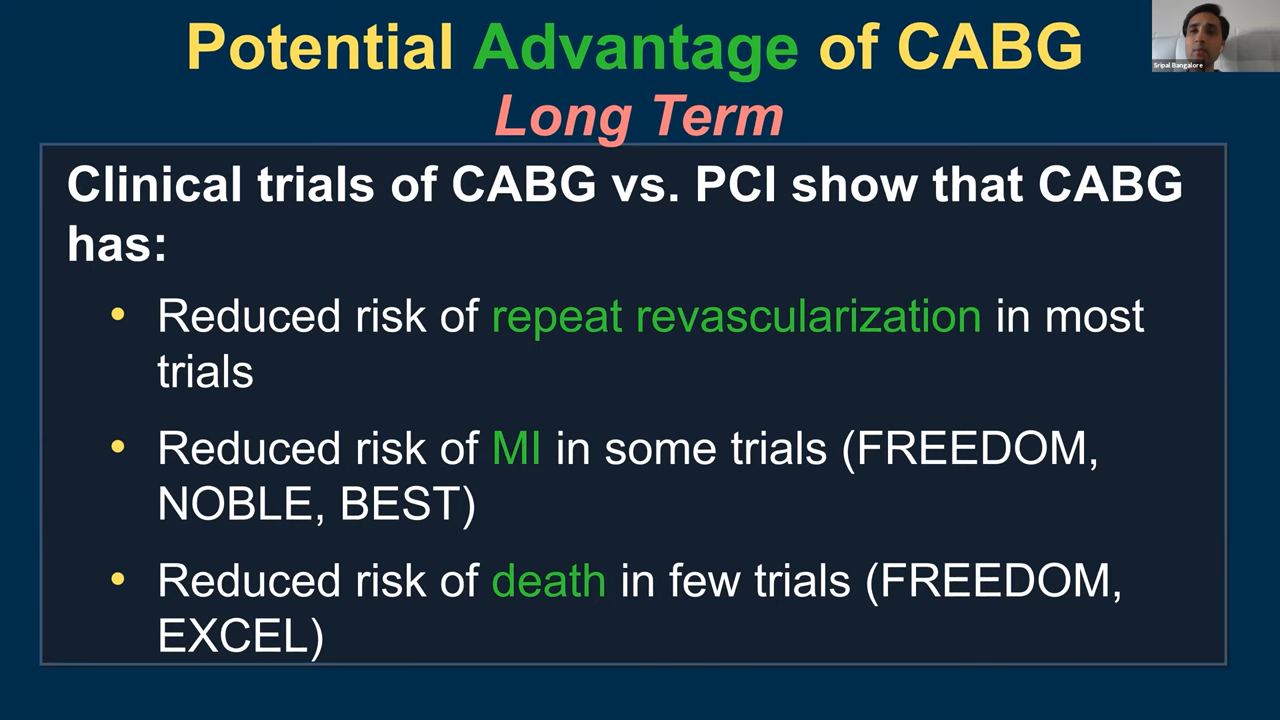 Potential Advantage of CABG
Long Term
Sripal Bangalore
Clinical trials of CABG vs. PCI show that CABG
has:
• Reduced risk of repeat revascularization in most
trials
• Reduced risk of MI in some trials (FREEDOM,
NOBLE, BEST)
• Reduced risk of death in few trials (FREEDOM,
EXCEL)